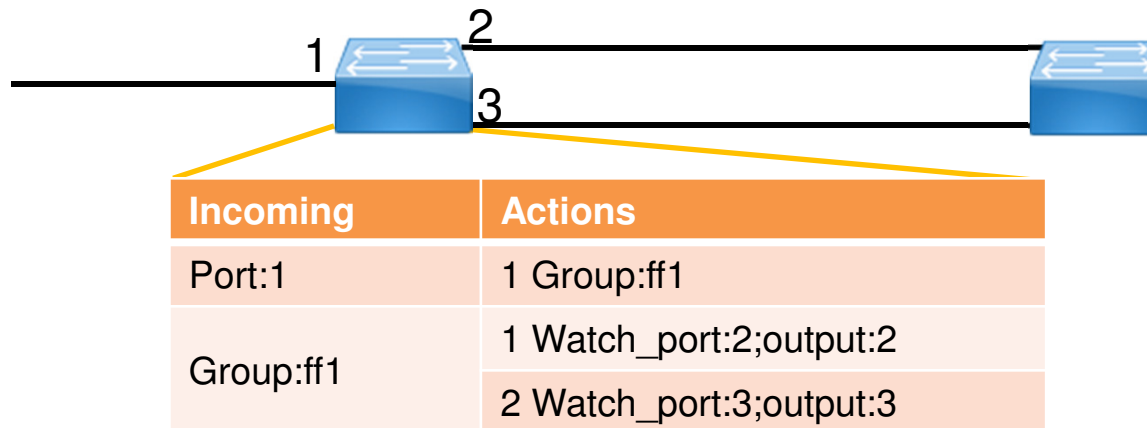 2
1
3
Incoming Actions
Port:1 1 Group:ff1
Group:ff1
1 Watch_port:2;output:2
2 Watch_port:3;output:3